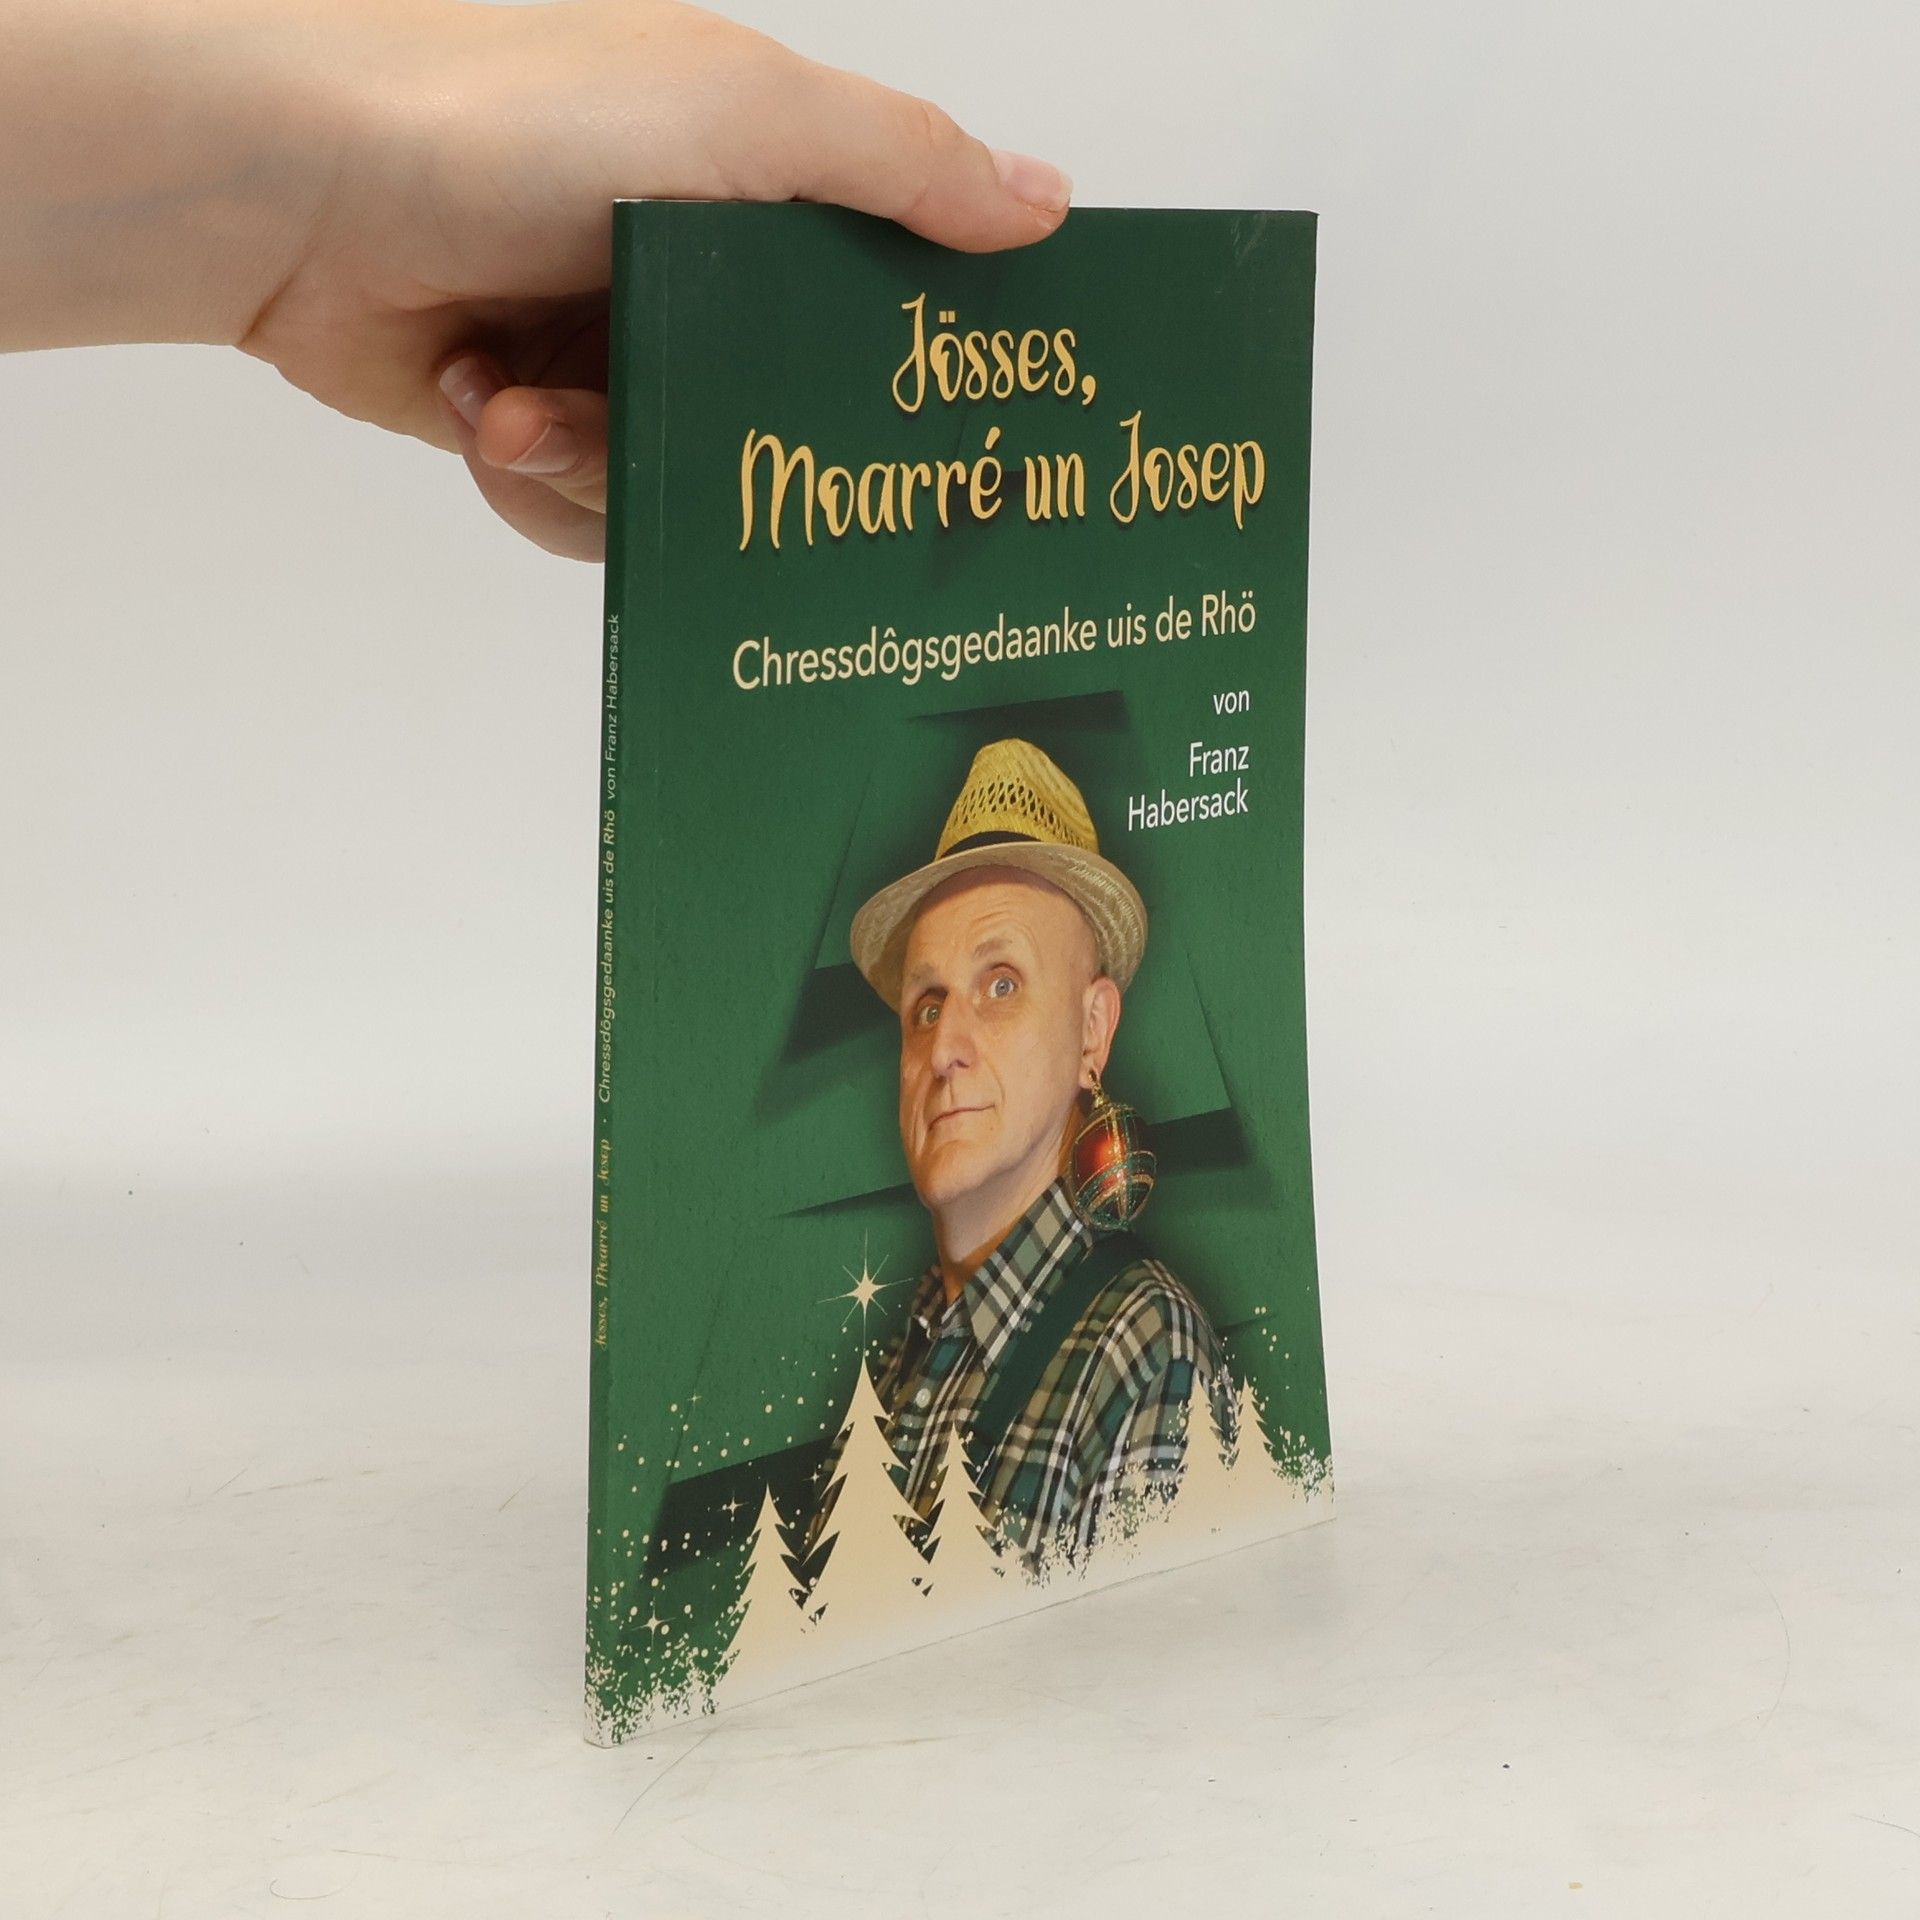 Jösses,
Moarré un Josep
Chressdôgsgedaanke uis de Rhö
von
Franz
Habersack
Jösses, Moarré un Josep · Chressdôgsgedaanke uis de Rhö von Franz Habersack